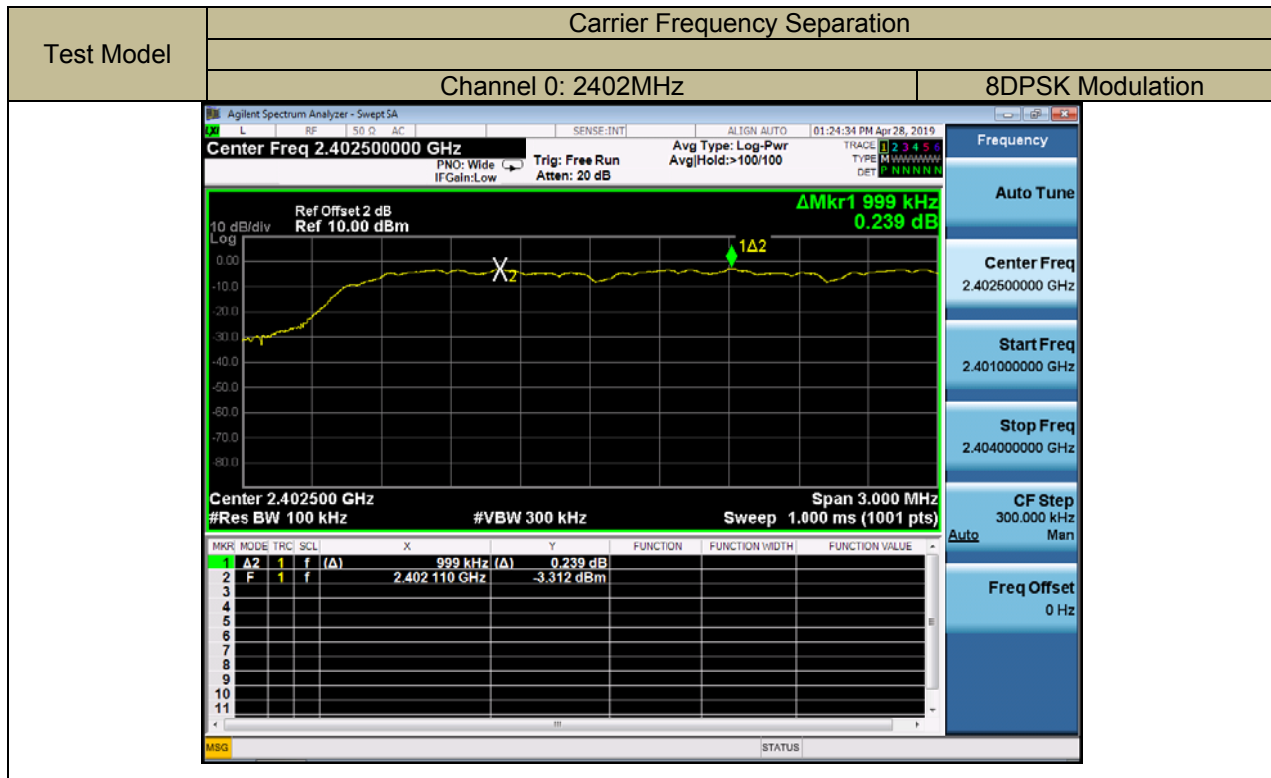 Test Model
Carrier Frequency Separation
Channel 0: 2402MHz
8DPSK Modulation
Agilent Spectrum Analyzer - Swept SA
LXI L RF 50 Ω AC SENSE:INT ALIGN AUTO 01:24:34 PM Apr 28, 2019
Center Freq 2.402500000 GHz
PNO: Wide
IFGain:Low
Trig: Free Run
Atten: 20 dB
Avg Type: Log-Pwr
Avg|Hold:>100/100
TRACE 1 2 3 4 5 6
TYPE M WWWWW
DET P N N N N N
ΔMkr1 999 kHz
0.239 dB
Ref Offset 2 dB
10 dB/div Ref 10.00 dBm
Log
1Δ2
0.00
X2
-10.0
-20.0
-30.0
-40.0
-50.0
-60.0
-70.0
-80.0
Center 2.402500 GHz Span 3.000 MHz
#Res BW 100 kHz #VBW 300 kHz Sweep 1.000 ms (1001 pts)
MKR MODE TRC SCL X Y FUNCTION FUNCTION WIDTH FUNCTION VALUE
1 Δ2 1 f (Δ) 999 kHz (Δ) 0.239 dB
2 F 1 f 2.402 110 GHz -3.312 dBm
3
4
5
6
7
8
9
10
11
MSG STATUS
Frequency
Auto Tune
Center Freq
2.402500000 GHz
Start Freq
2.401000000 GHz
Stop Freq
2.404000000 GHz
CF Step
300.000 kHz
Auto Man
Freq Offset
0 Hz